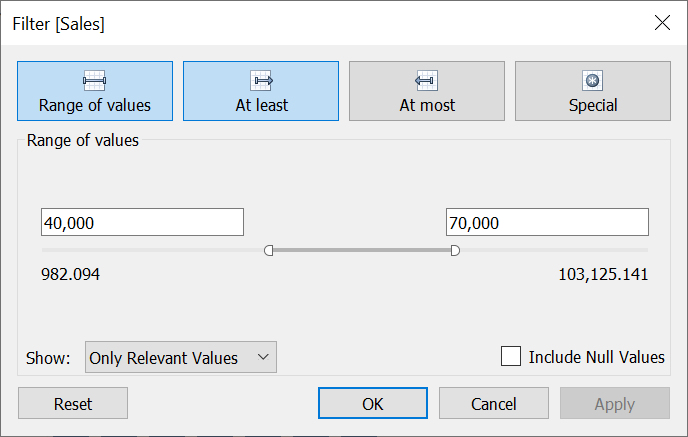 Filter [Sales]
Range of values
At least
At most
Special
Range of values
40,000
70,000
982.094
103,125.141
Show:
Only Relevant Values
Include Null Values
Reset
OK
Cancel
Apply